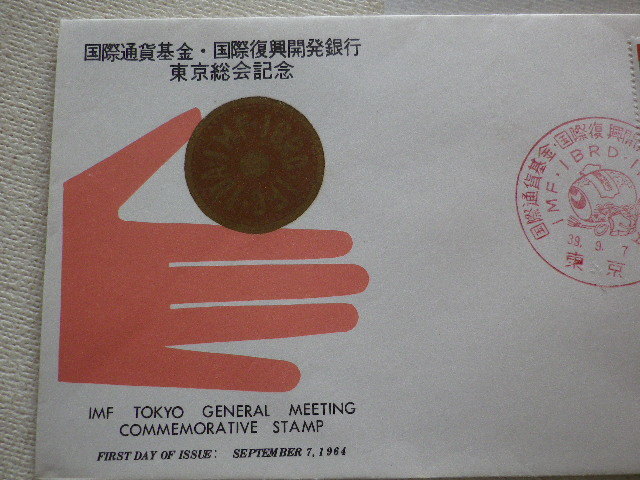 国際通貨基金・国際復興開発銀行
東京総会記念
IMF TOKYO GENERAL MEETING
COMMEMORATIVE STAMP
FIRST DAY OF ISSUE: SEPTEMBER 7, 1964
国際通貨基金・国際復興開
IMF・IBRD・
39. 9. 7
東京